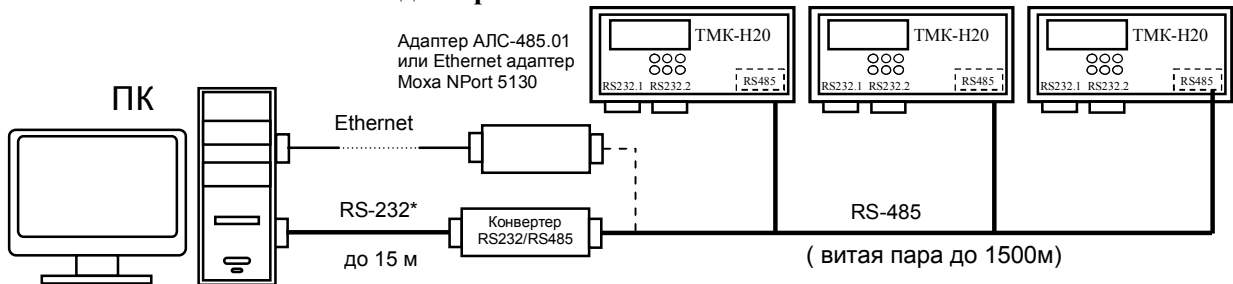 Адаптер АЛС-485.01
или Ethernet адаптер
Moxa NPort 5130
ТМК-Н20
RS232.1 RS232.2
RS485
ТМК-Н20
RS232.1 RS232.2
RS485
ТМК-Н20
RS232.1 RS232.2
RS485
ПК
Ethernet
RS-232*
до 15 м
Конвертер
RS232/RS485
RS-485
( витая пара до 1500м)